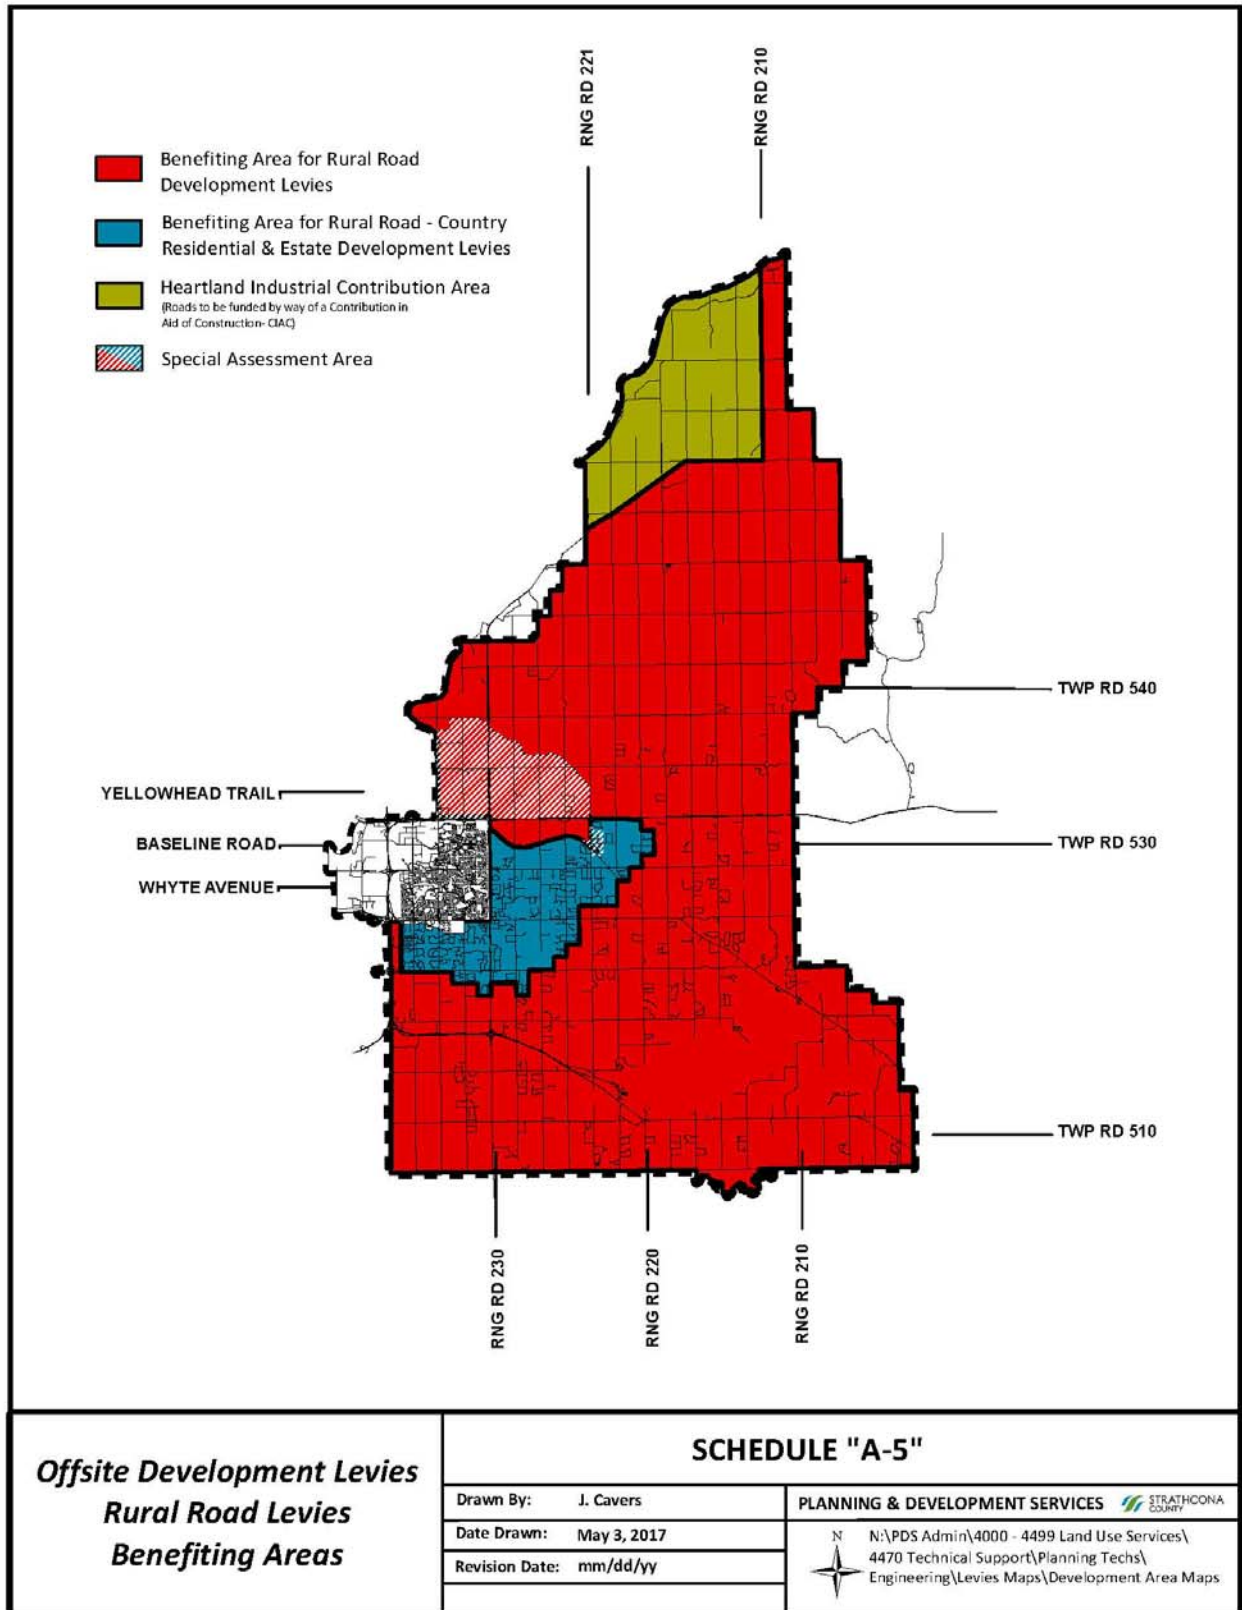 RNG RD 221
RNG RD 210
Benefiting Area for Rural Road
Development Levies
Benefiting Area for Rural Road - Country
Residential & Estate Development Levies
Heartland Industrial Contribution Area
(Roads to be funded by way of a Contribution in
Aid of Construction- CIAC)
Special Assessment Area
TWP RD 540
YELLOWHEAD TRAIL
BASELINE ROAD
WHYTE AVENUE
TWP RD 530
TWP RD 510
RNG RD 230
RNG RD 220
RNG RD 210
Offsite Development Levies
Rural Road Levies
Benefiting Areas
SCHEDULE "A-5"
Drawn By: J. Cavers
Date Drawn: May 3, 2017
Revision Date: mm/dd/yy
PLANNING & DEVELOPMENT SERVICES
STRATHCONA
COUNTY
N
N:\PDS Admin\4000 - 4499 Land Use Services\
4470 Technical Support\Planning Techs\
Engineering\Levies Maps\Development Area Maps